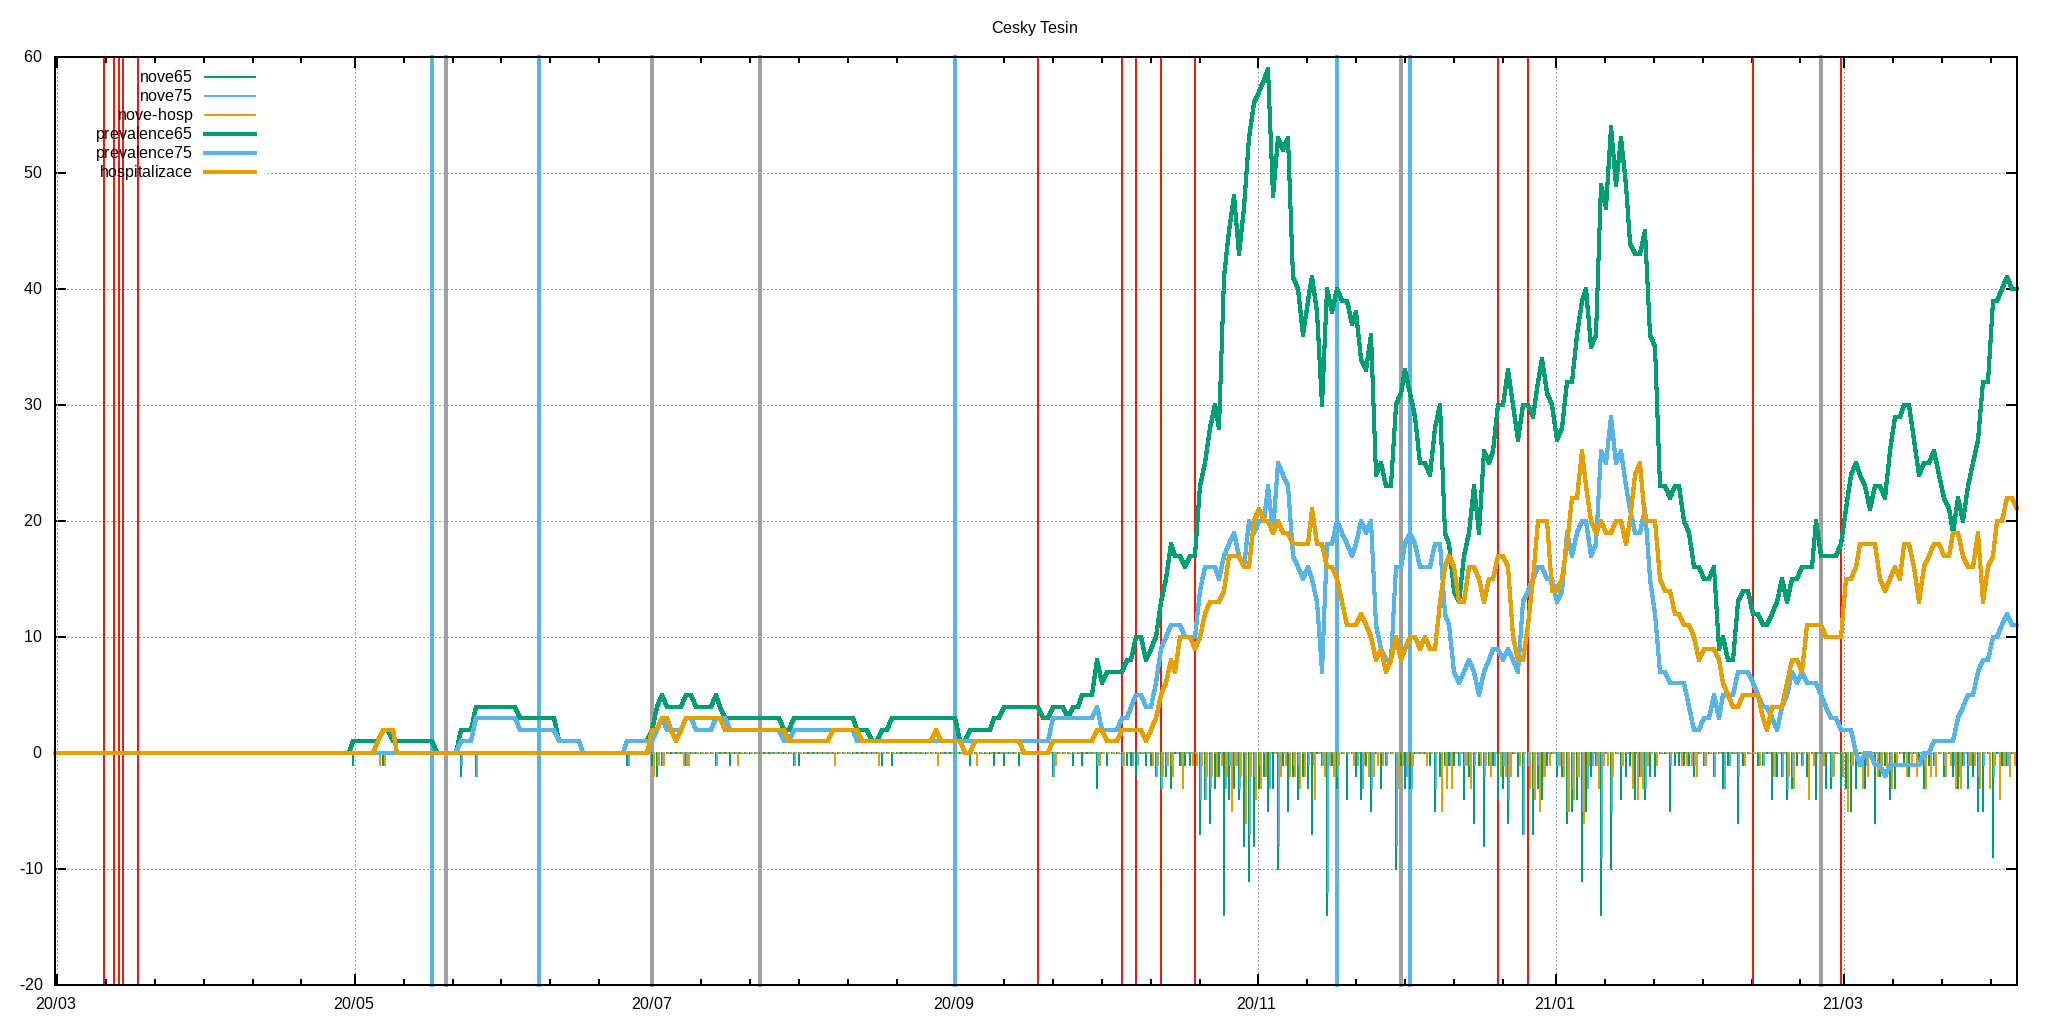 Cesky Tesin
60
50
40
30
20
10
0
-10
-20
nove65
nove75
nove-hosp
prevalence65
prevalence75
hospitalizace
20/03 20/05 20/07 20/09 20/11 21/01 21/03